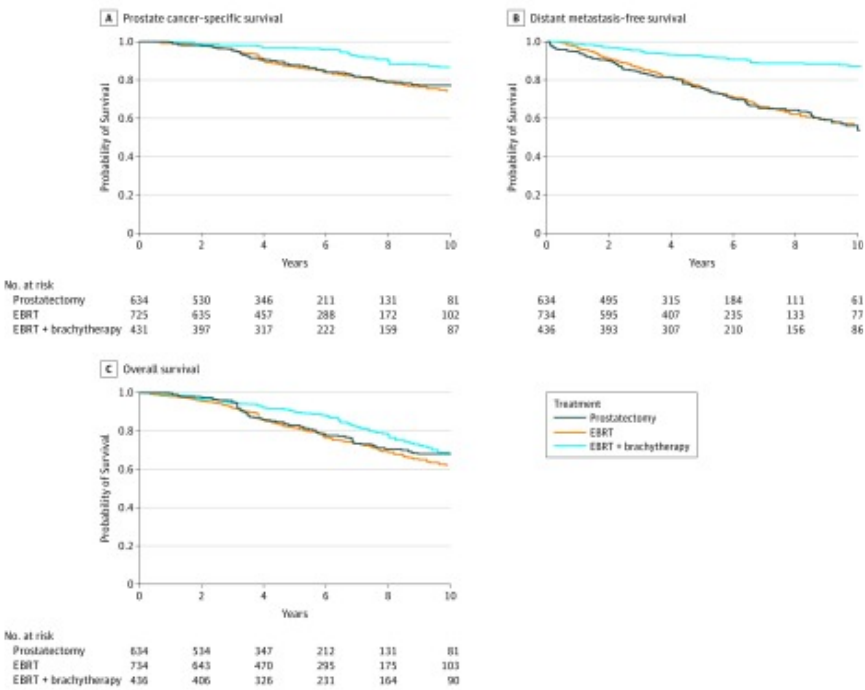 A Prostate cancer-specific survival
1.0
0.8
0.6
0.4
0.2
0
Probability of Survival
0 2 4 6 8 10
Years
No. at risk
Prostatectomy 634 530 346 211 131 81
EBRT 725 635 457 288 172 102
EBRT + brachytherapy 431 397 317 222 159 87
B Distant metastasis-free survival
1.0
0.8
0.6
0.4
0.2
0
Probability of Survival
0 2 4 6 8 10
Years
634 495 315 184 111 61
734 595 407 235 133 77
436 393 307 210 156 86
C Overall survival
1.0
0.8
0.6
0.4
0.2
0
Probability of Survival
0 2 4 6 8 10
Years
No. at risk
Prostatectomy 634 534 347 212 131 81
EBRT 734 643 470 295 175 103
EBRT + brachytherapy 436 406 326 231 164 90
Treatment
Prostatectomy
EBRT
EBRT + brachytherapy